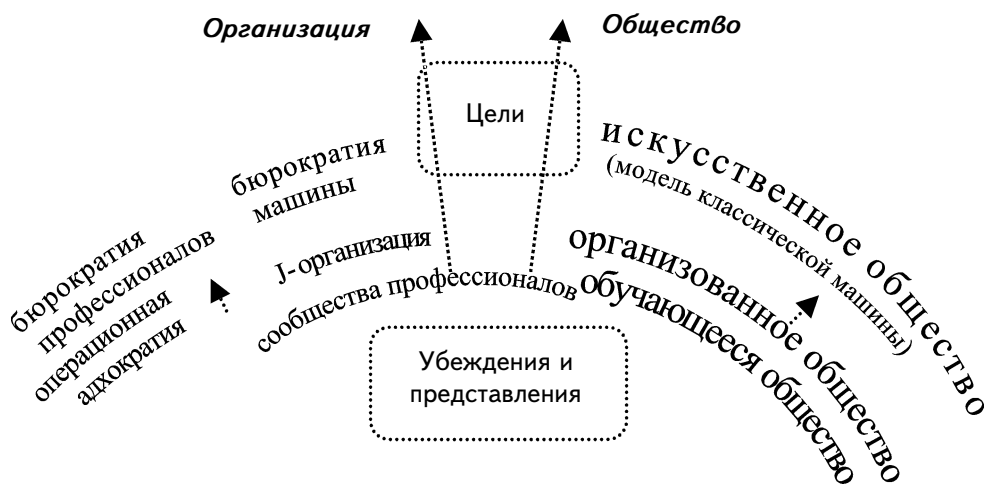 Организация
Общество
Цели
искусственное общество
(модель классической машины)
бюрократия
машины
бюрократия
профессионалов
операционная
адхократия
J-организация
сообщества профессионалов
организованное общество
обучающееся общество
Убеждения и
представления